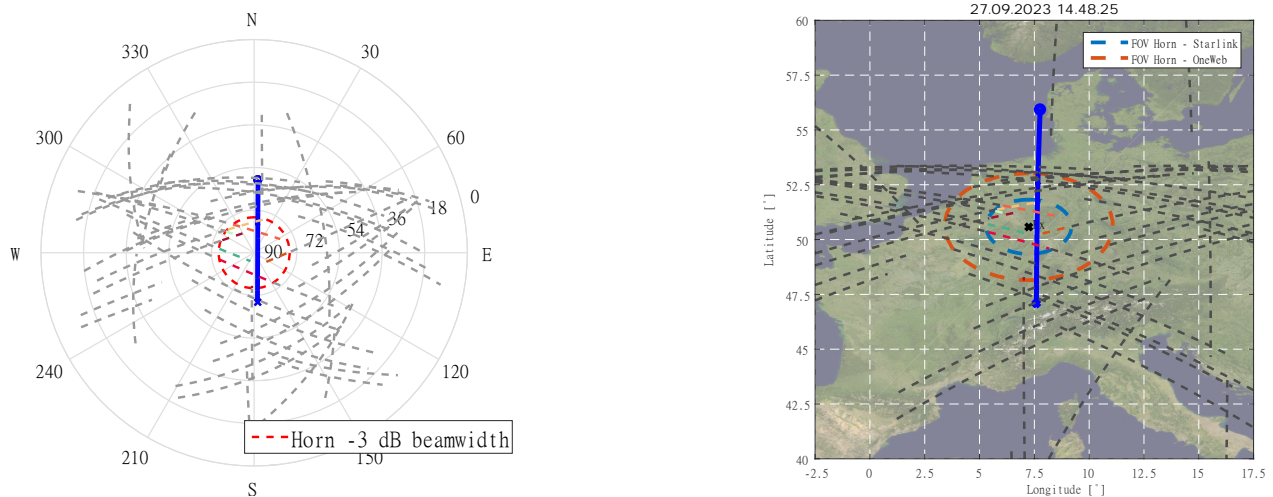 N
330
30
300
60
0
18
36
54
72
90
W
E
240
120
210
150
S
Horn -3 dB beamwidth
27.09.2023 14.48.25
FOV Horn - Starlink
FOV Horn - OneWeb
60
57.5
55
52.5
50
47.5
45
42.5
40
Latitude [°]
-2.5 0 2.5 5 7.5 10 12.5 15 17.5
Longitude [°]